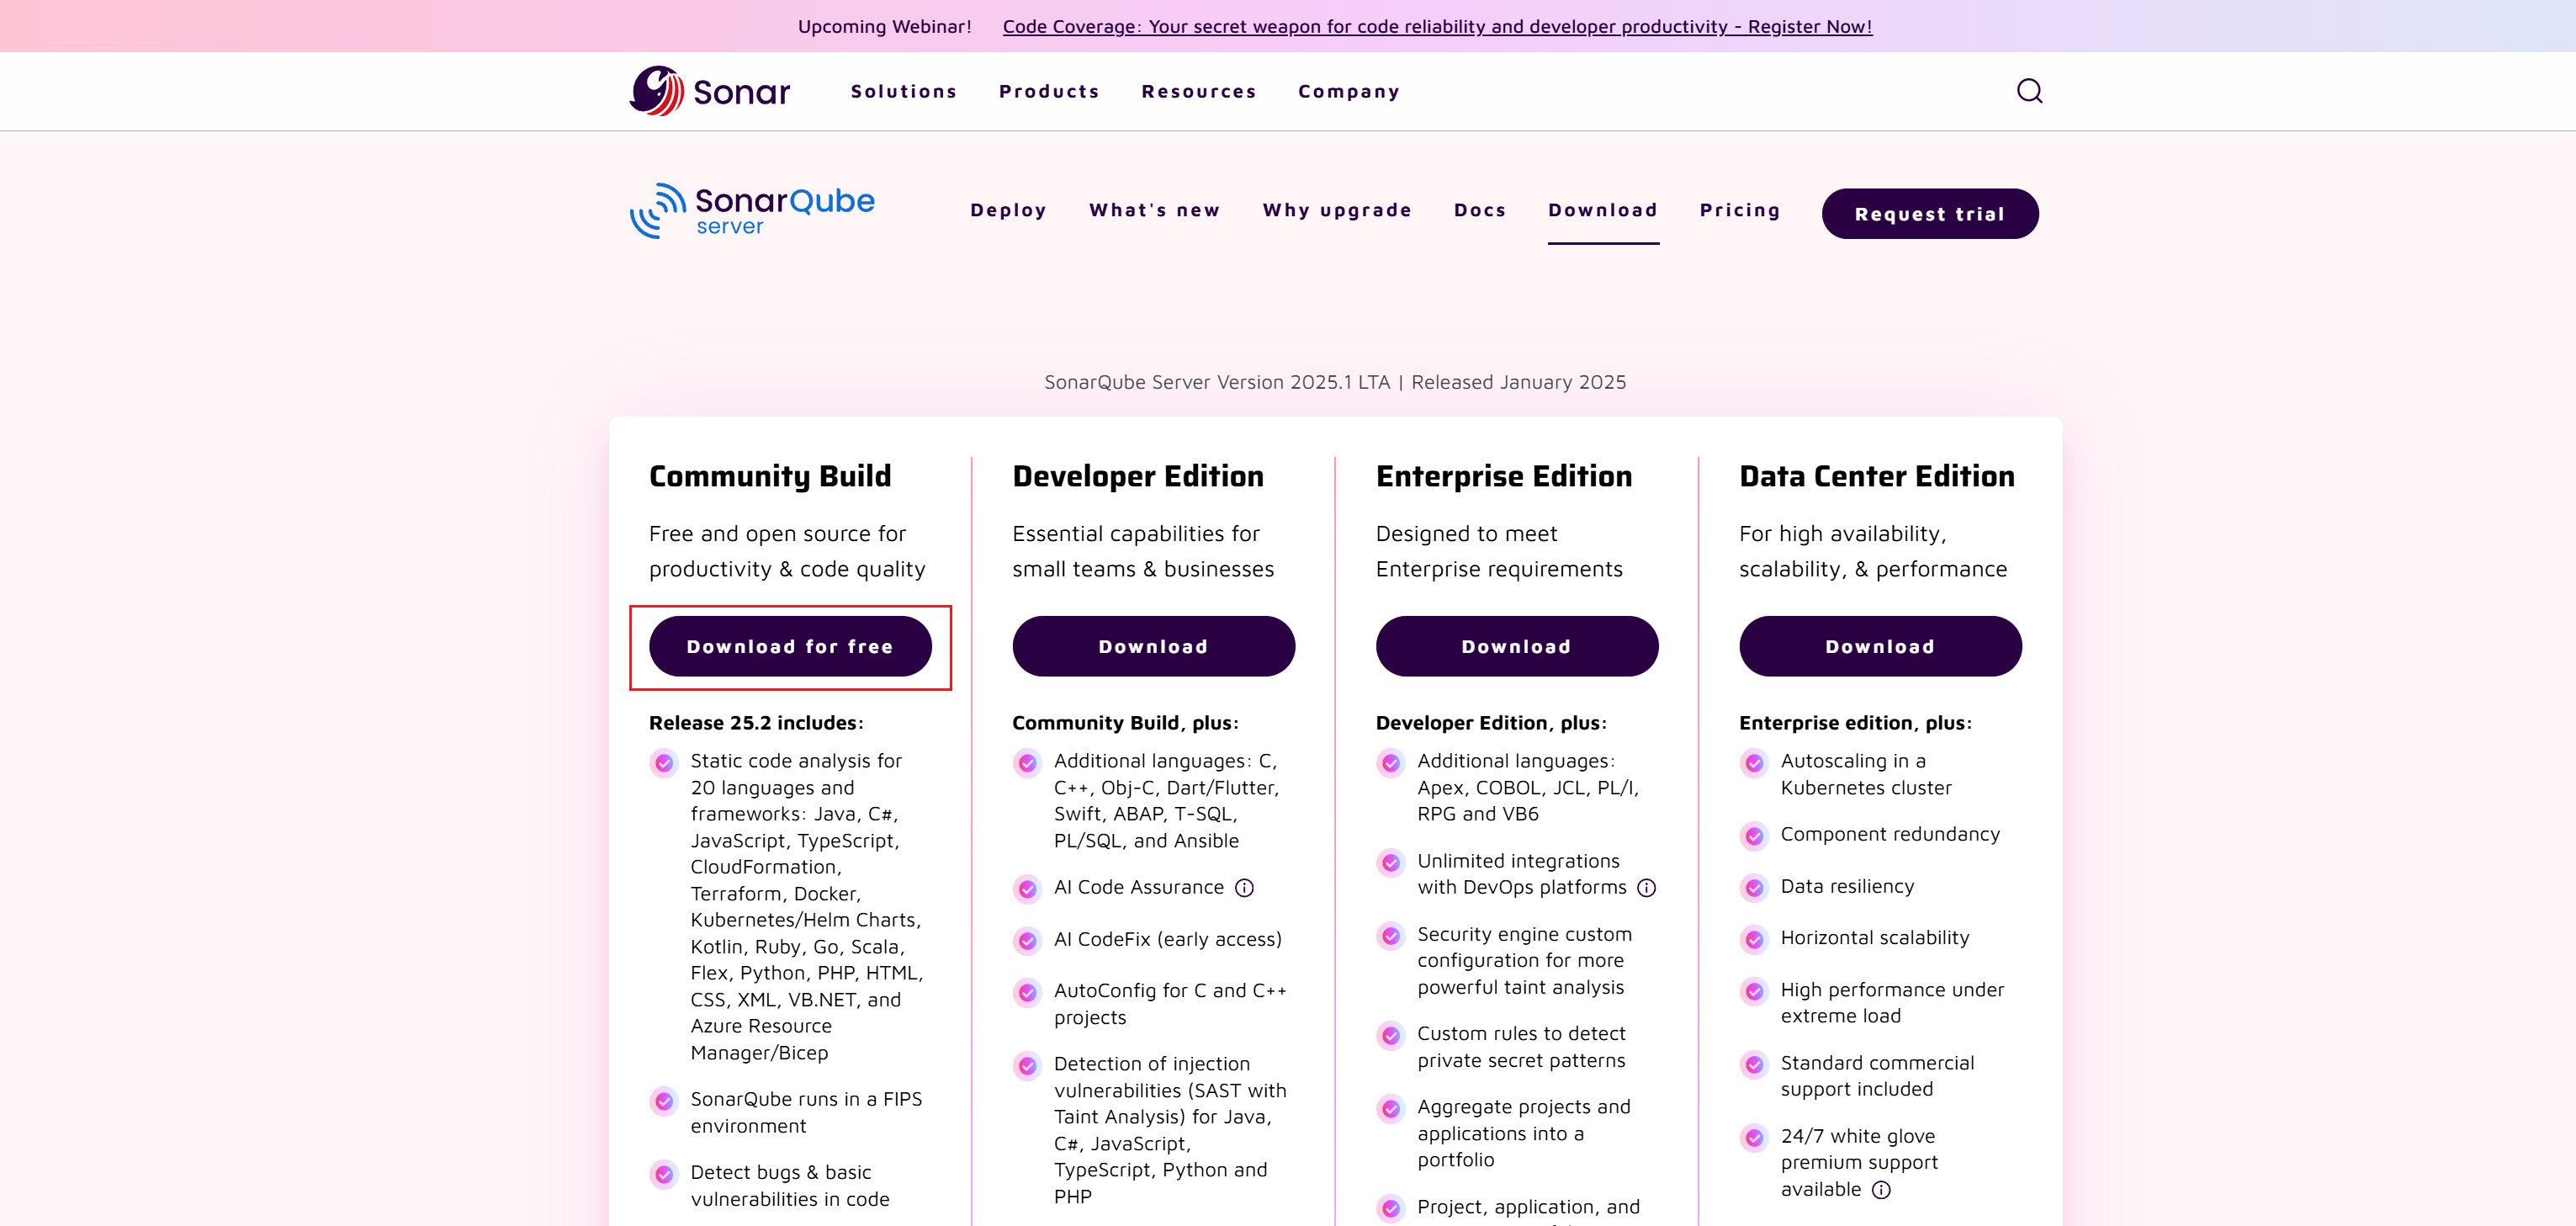 Upcoming Webinar! Code Coverage: Your secret weapon for code reliability and developer productivity - Register Now!
Sonar Solutions Products Resources Company
SonarQube server
Deploy What's new Why upgrade Docs Download Pricing Request trial
SonarQube Server Version 2025.1 LTA | Released January 2025
Community Build
Free and open source for
productivity & code quality
Download for free
Release 25.2 includes:
Static code analysis for
20 languages and
frameworks: Java, C#,
JavaScript, TypeScript,
CloudFormation,
Terraform, Docker,
Kubernetes/Helm Charts,
Kotlin, Ruby, Go, Scala,
Flex, Python, PHP, HTML,
CSS, XML, VB.NET, and
Azure Resource
Manager/Bicep
SonarQube runs in a FIPS
environment
Detect bugs & basic
vulnerabilities in code
Developer Edition
Essential capabilities for
small teams & businesses
Download
Community Build, plus:
Additional languages: C,
C++, Obj-C, Dart/Flutter,
Swift, ABAP, T-SQL,
PL/SQL, and Ansible
AI Code Assurance
AI CodeFix (early access)
AutoConfig for C and C++
projects
Detection of injection
vulnerabilities (SAST with
Taint Analysis) for Java,
C#, JavaScript,
TypeScript, Python and
PHP
Enterprise Edition
Designed to meet
Enterprise requirements
Download
Developer Edition, plus:
Additional languages:
Apex, COBOL, JCL, PL/I,
RPG and VB6
Unlimited integrations
with DevOps platforms
Security engine custom
configuration for more
powerful taint analysis
Custom rules to detect
private secret patterns
Aggregate projects and
applications into a
portfolio
Project, application, and
Data Center Edition
For high availability,
scalability, & performance
Download
Enterprise edition, plus:
Autoscaling in a
Kubernetes cluster
Component redundancy
Data resiliency
Horizontal scalability
High performance under
extreme load
Standard commercial
support included
24/7 white glove
premium support
available